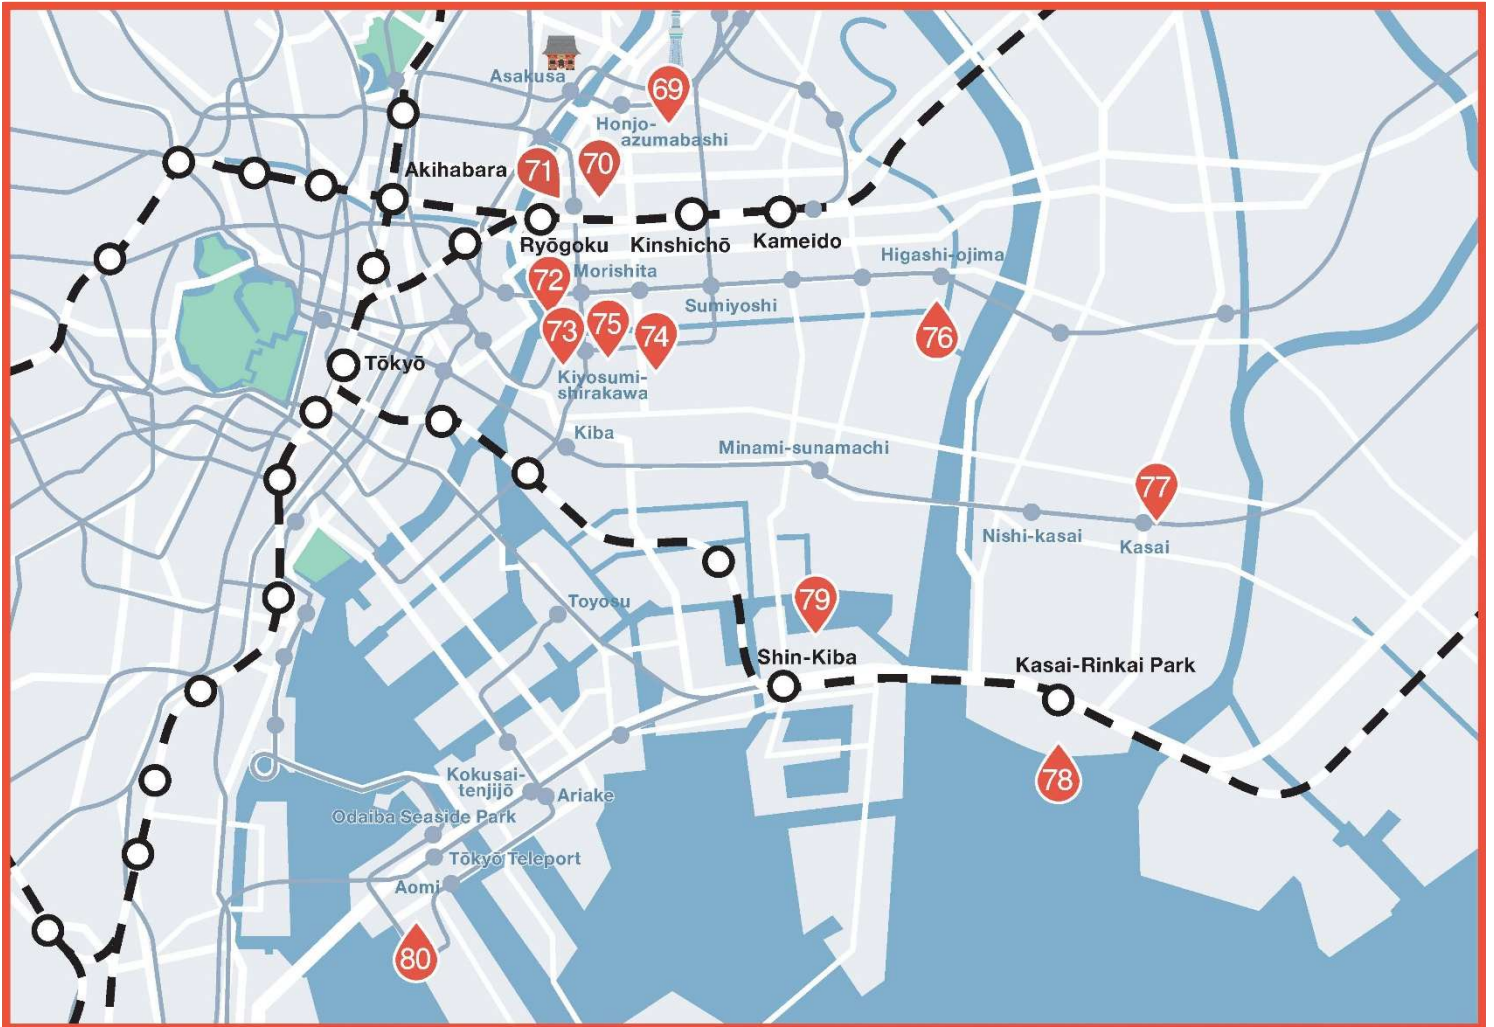 Asakusa
69
Honjo-
azumabashi
Akihabara
71
70
Ryōgoku
Kinshichō
Kameido
Higashi-ojima
72
Morishita
Sumiyoshi
73
75
74
76
Tōkyō
Kiyosumi-
shirakawa
Kiba
Minami-sunamachi
77
Nishi-kasai
Kasai
79
Toyosu
Shin-Kiba
Kasai-Rinkai Park
78
Kokusai-
tenjijō
Ariake
Odaiba Seaside Park
Tōkyō Teleport
Aomi
80